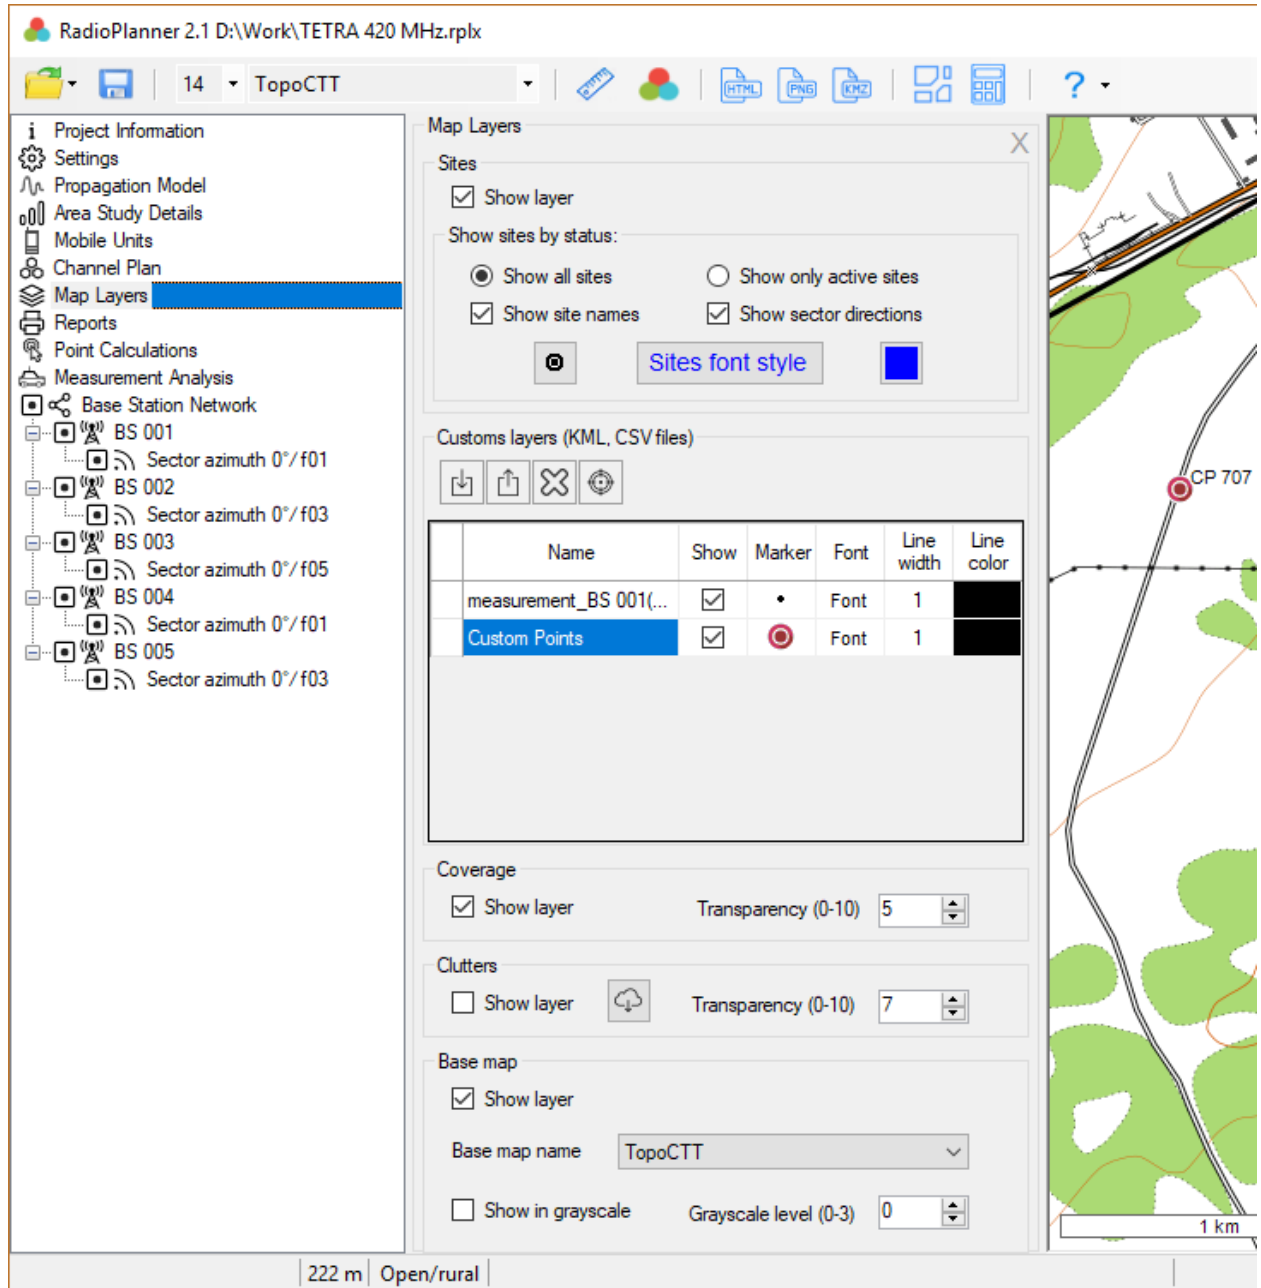 RadioPlanner 2.1 D:\Work\TETRA 420 MHz.rplx
14 TopoCTT HTML PNG KMZ ?
i Project Information
Settings
Propagation Model
Area Study Details
Mobile Units
Channel Plan
Map Layers
Reports
Point Calculations
Measurement Analysis
Base Station Network
BS 001
Sector azimuth 0°/ f01
BS 002
Sector azimuth 0°/ f03
BS 003
Sector azimuth 0°/ f05
BS 004
Sector azimuth 0°/ f01
BS 005
Sector azimuth 0°/ f03
Map Layers
X
Sites
Show layer
Show sites by status:
Show all sites Show only active sites
Show site names Show sector directions
Sites font style
Customs layers (KML, CSV files)
Name Show Marker Font Line width Line color
measurement_BS 001(... Font 1
Custom Points Font 1
Coverage
Show layer Transparency (0-10) 5
Clutters
Show layer Transparency (0-10) 7
Base map
Show layer
Base map name TopoCTT
Show in grayscale Grayscale level (0-3) 0
CP 707
1 km
222 m Open/rural